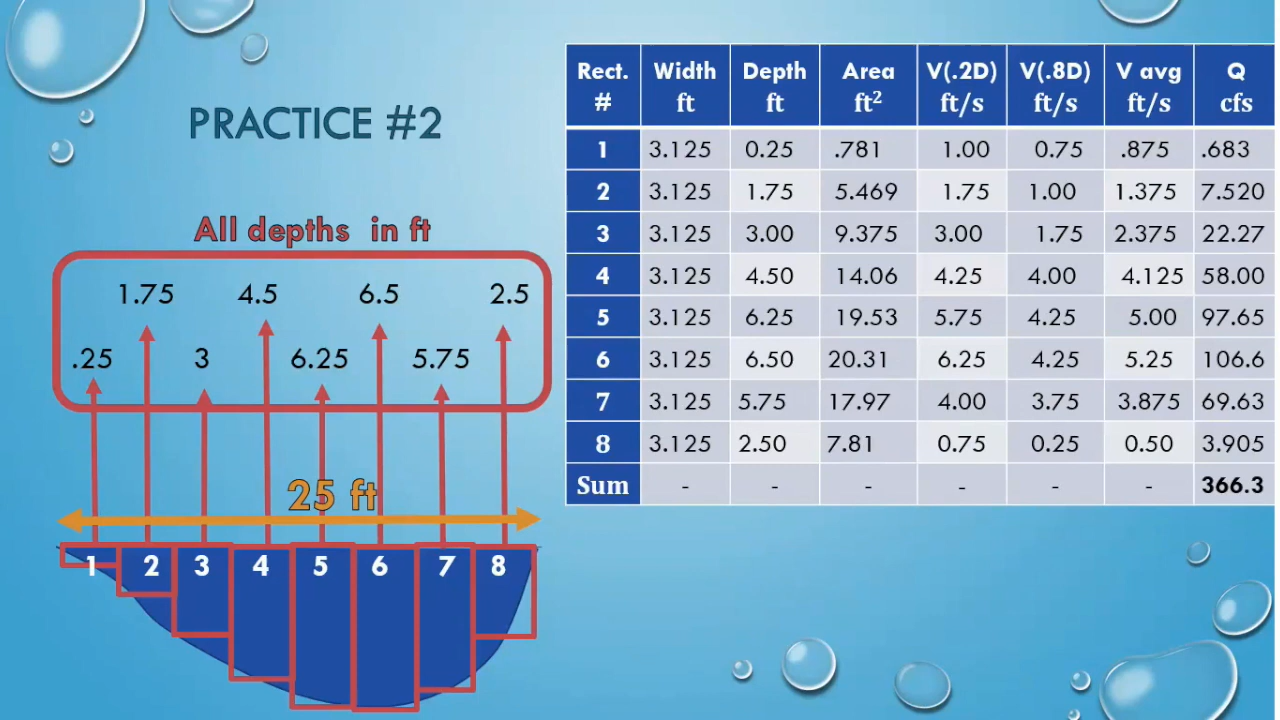 PRACTICE #2
All depths in ft
1.75 4.5 6.5 2.5
.25 3 6.25 5.75
25 ft
1 2 3 4 5 6 7 8
Rect. # Width ft Depth ft Area ft² V(.2D) ft/s V(.8D) ft/s V avg ft/s Q cfs
1 3.125 0.25 .781 1.00 0.75 .875 .683
2 3.125 1.75 5.469 1.75 1.00 1.375 7.520
3 3.125 3.00 9.375 3.00 1.75 2.375 22.27
4 3.125 4.50 14.06 4.25 4.00 4.125 58.00
5 3.125 6.25 19.53 5.75 4.25 5.00 97.65
6 3.125 6.50 20.31 6.25 4.25 5.25 106.6
7 3.125 5.75 17.97 4.00 3.75 3.875 69.63
8 3.125 2.50 7.81 0.75 0.25 0.50 3.905
Sum - - - - - - 366.3